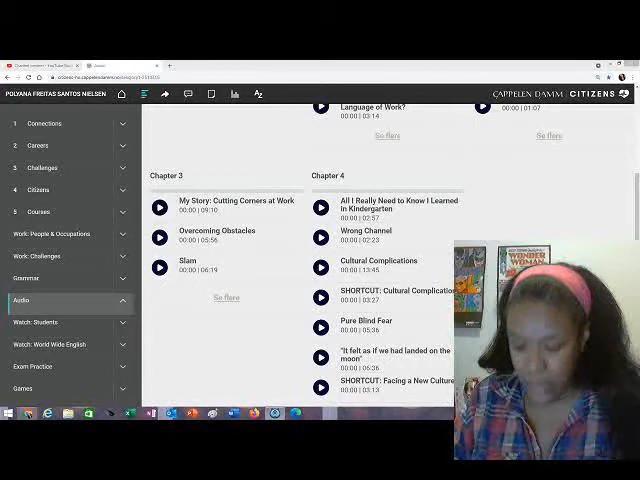 Audio
citizens-hs.cappelendamm.no
POLYANA FREITAS SANTOS NIELSEN
CAPPELEN DAMM | CITIZENS
1 Connections
2 Careers
3 Challenges
4 Citizens
5 Courses
Work: People & Occupations
Work: Challenges
Grammar
Audio
Watch: Students
Watch: World Wide English
Exam Practice
Games
Language of Work?
00:00 | 03:14
Se flere
00:00 | 01:07
Se flere
Chapter 3
My Story: Cutting Corners at Work
00:00 | 09:10
Overcoming Obstacles
00:00 | 05:56
Slam
00:00 | 06:19
Se flere
Chapter 4
All I Really Need to Know I Learned
in Kindergarten
00:00 | 02:57
Wrong Channel
00:00 | 02:23
Cultural Complications
00:00 | 13:45
SHORTCUT: Cultural Complication
00:00 | 03:27
Pure Blind Fear
00:00 | 05:36
"It felt as if we had landed on the
moon"
00:00 | 06:36
SHORTCUT: Facing a New Culture
00:00 | 03:13
WONDER
WOMAN